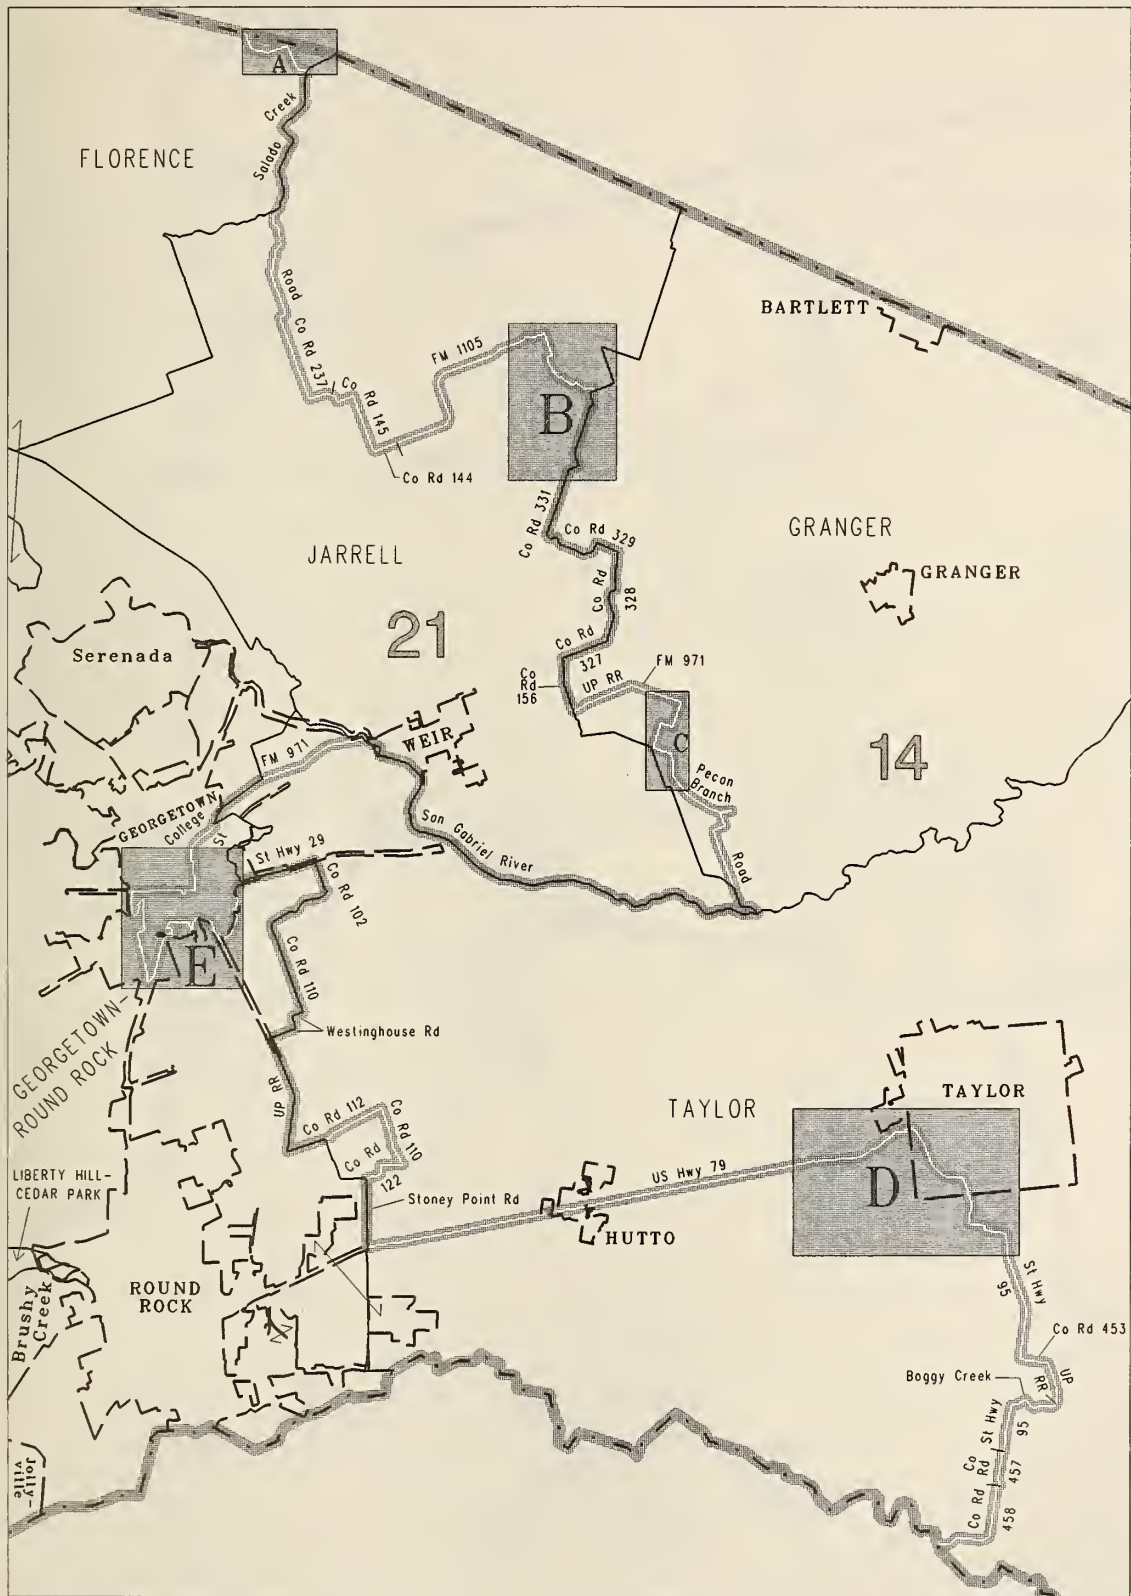 A
Salado Creek
FLORENCE
Road
Co Rd 237
Co Rd 145
Co Rd 144
FM 1105
B
BARTLETT
Co Rd 331
Co Rd 329
Co Rd 328
JARRELL
GRANGER
GRANGER
21
Serenada
Co Rd 327
Co Rd 156
UP RR
FM 971
C
14
WEIR
FM 971
GEORGETOWN
College St
Pecan Branch
Road
San Gabriel River
St Hwy 29
Co Rd 102
E
Co Rd 110
Westinghouse Rd
GEORGETOWN-
ROUND ROCK
UP RR
Co Rd 112
Co Rd 110
Co Rd 122
TAYLOR
TAYLOR
LIBERTY HILL-
CEDAR PARK
Stoney Point Rd
US Hwy 79
D
HUTTO
ROUND
ROCK
Brushy
Creek
St Hwy 95
Co Rd 453
UP RR
Boggy Creek
St Hwy 95
Co Rd 457
Co Rd 458
Jolly-
ville